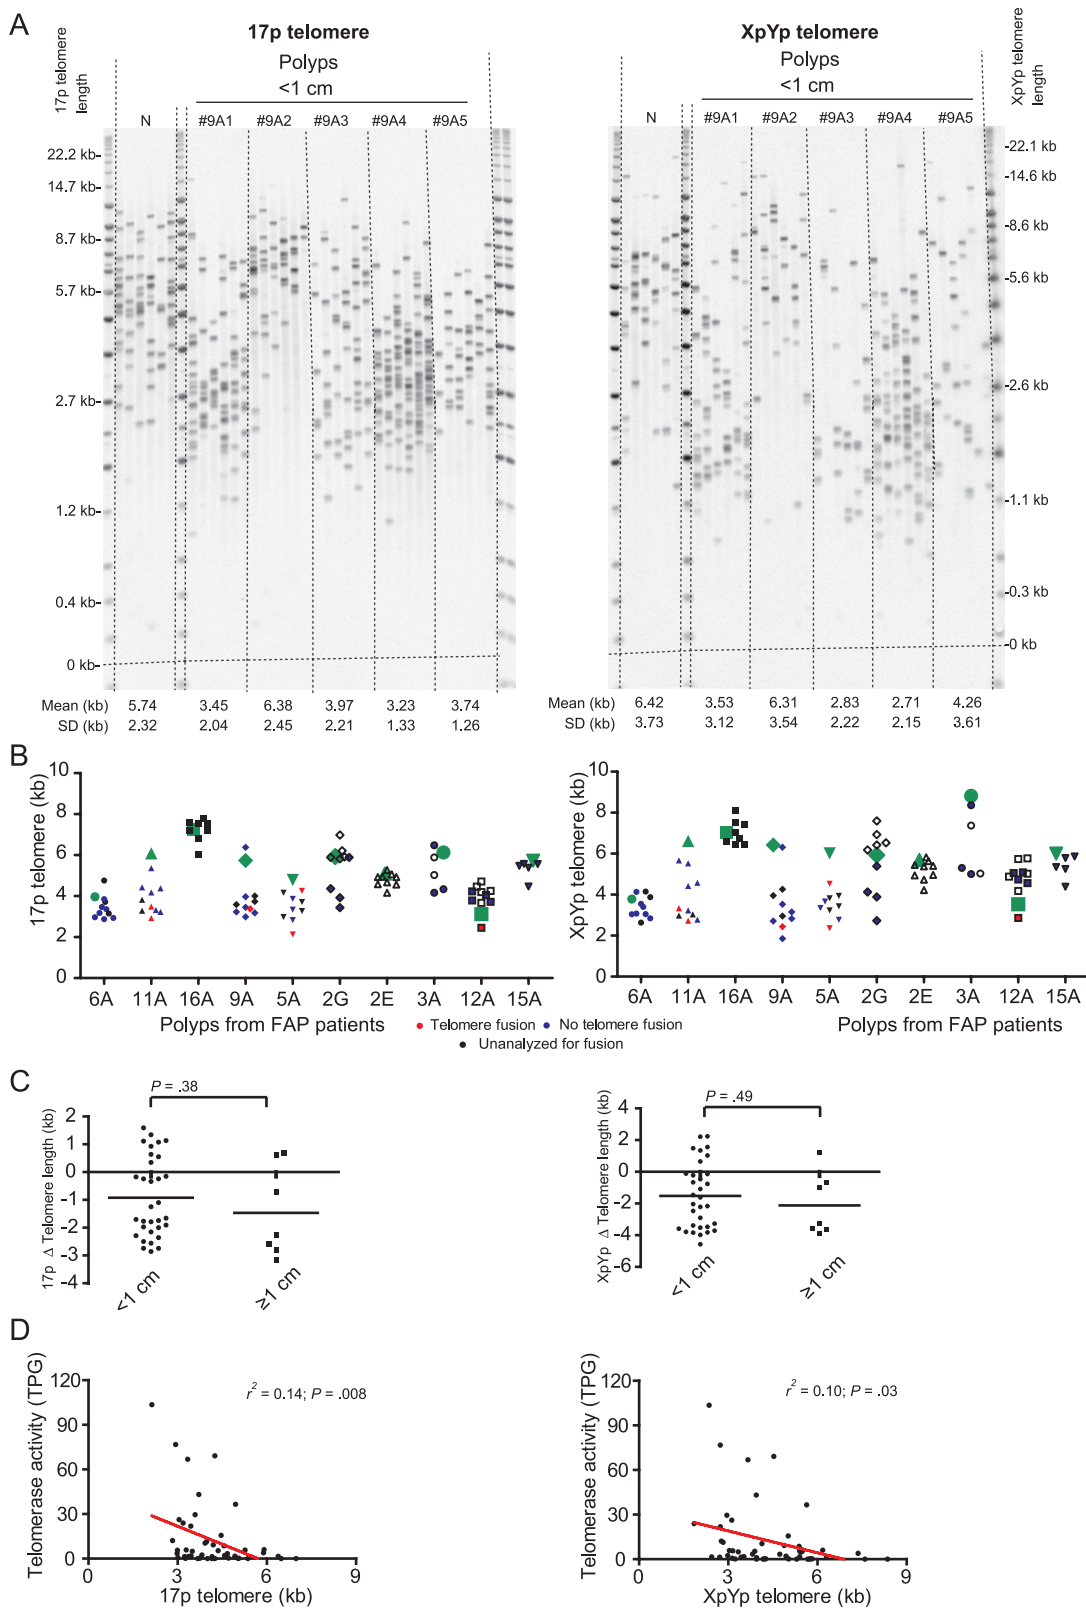 A
17p telomere
Polyps
<1 cm
17p telomere length
N #9A1 #9A2 #9A3 #9A4 #9A5
22.2 kb-
14.7 kb-
8.7 kb-
5.7 kb-
2.7 kb-
1.2 kb-
0.4 kb-
0 kb-
Mean (kb) 5.74 3.45 6.38 3.97 3.23 3.74
SD (kb) 2.32 2.04 2.45 2.21 1.33 1.26
XpYp telomere
Polyps
<1 cm
XpYp telomere length
N #9A1 #9A2 #9A3 #9A4 #9A5
-22.1 kb
-14.6 kb
-8.6 kb
-5.6 kb
-2.6 kb
-1.1 kb
-0.3 kb
-0 kb
Mean (kb) 6.42 3.53 6.31 2.83 2.71 4.26
SD (kb) 3.73 3.12 3.54 2.22 2.15 3.61
B
17p telomere (kb)
10
8
6
4
2
0
6A 11A 16A 9A 5A 2G 2E 3A 12A 15A
Polyps from FAP patients
XpYp telomere (kb)
10
8
6
4
2
0
6A 11A 16A 9A 5A 2G 2E 3A 12A 15A
Polyps from FAP patients
Telomere fusion
No telomere fusion
Unanalyzed for fusion
C
P = .38
17p Δ Telomere length (kb)
2
1
0
-1
-2
-3
-4
<1 cm ≥1 cm
P = .49
XpYp Δ Telomere length (kb)
4
2
0
-2
-4
-6
<1 cm ≥1 cm
D
Telomerase activity (TPG)
120
90
60
30
0
r² = 0.14; P = .008
0 3 6 9
17p telomere (kb)
Telomerase activity (TPG)
120
90
60
30
0
r² = 0.10; P = .03
0 3 6 9
XpYp telomere (kb)